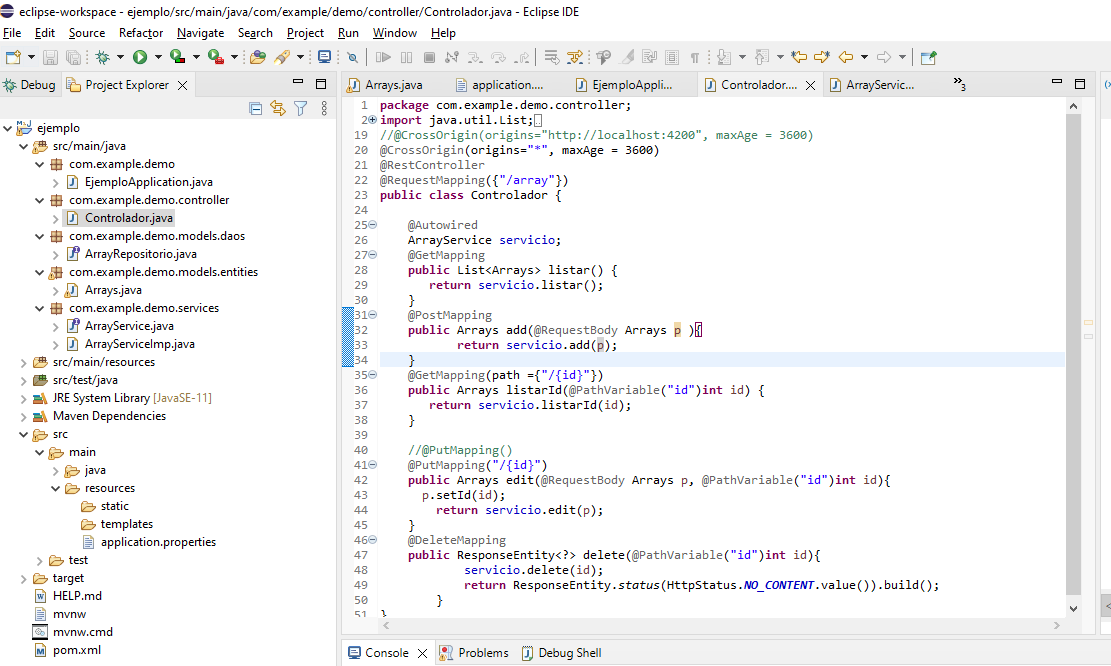 eclipse-workspace - ejemplo/src/main/java/com/example/demo/controller/Controlador.java - Eclipse IDE
File Edit Source Refactor Navigate Search Project Run Window Help
Debug Project Explorer
ejemplo
src/main/java
com.example.demo
EjemploApplication.java
com.example.demo.controller
Controlador.java
com.example.demo.models.daos
ArrayRepositorio.java
com.example.demo.models.entities
Arrays.java
com.example.demo.services
ArrayService.java
ArrayServiceImp.java
src/main/resources
src/test/java
JRE System Library [JavaSE-11]
Maven Dependencies
src
main
java
resources
static
templates
application.properties
test
target
HELP.md
mvnw
mvnw.cmd
pom.xml
Arrays.java application.... EjemploAppli... Controlador.... ArrayServic... »3
1 package com.example.demo.controller;
2 import java.util.List;
19 //@CrossOrigin(origins="http://localhost:4200", maxAge = 3600)
20 @CrossOrigin(origins="*", maxAge = 3600)
21 @RestController
22 @RequestMapping({"/array"})
23 public class Controlador {
24
25 @Autowired
26 ArrayService servicio;
27 @GetMapping
28 public List<Arrays> listar() {
29 return servicio.listar();
30 }
31 @PostMapping
32 public Arrays add(@RequestBody Arrays p ){
33 return servicio.add(p);
34 }
35 @GetMapping(path ={"/{id}"})
36 public Arrays listarId(@PathVariable("id")int id) {
37 return servicio.listarId(id);
38 }
39
40 //@PutMapping()
41 @PutMapping("/{id}")
42 public Arrays edit(@RequestBody Arrays p, @PathVariable("id")int id){
43 p.setId(id);
44 return servicio.edit(p);
45 }
46 @DeleteMapping
47 public ResponseEntity<?> delete(@PathVariable("id")int id){
48 servicio.delete(id);
49 return ResponseEntity.status(HttpStatus.NO_CONTENT.value()).build();
50 }
51 }
Console Problems Debug Shell